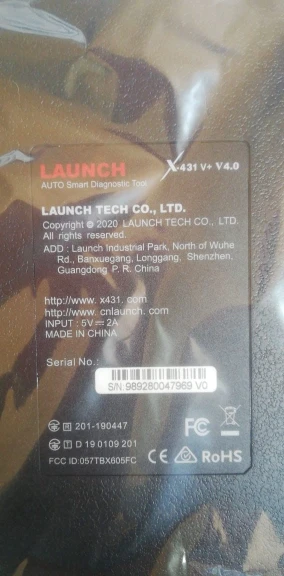 LAUNCH X-431 V+ V4.0
AUTO Smart Diagnostic Tool
LAUNCH TECH CO., LTD.
Copyright © 2020 LAUNCH TECH CO., LTD.
All rights reserved.
ADD : Launch Industrial Park, North of Wuhe
Rd., Banxuegang, Longgang, Shenzhen,
Guangdong P. R. China
http://www. x431. com
http://www. cnlaunch. com
INPUT : 5V⎓2A
MADE IN CHINA
Serial No.:
S/N:989280047969 V0
R 201-190447
T D 19 0109 201
FCC ID:057TBX605FC
FC CE RoHS